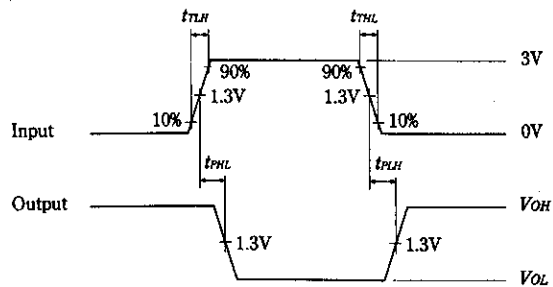 tTLH tTHL
90% 90% 3V
1.3V 1.3V
10% 10%
Input 0V
tPHL tPLH
Output VOH
1.3V 1.3V
VOL